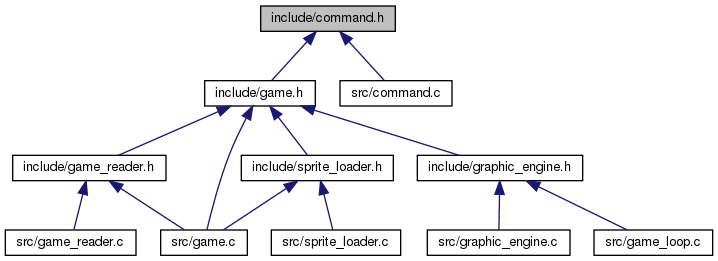 include/command.h
include/game.h
src/command.c
include/game_reader.h
include/sprite_loader.h
include/graphic_engine.h
src/game_reader.c
src/game.c
src/sprite_loader.c
src/graphic_engine.c
src/game_loop.c